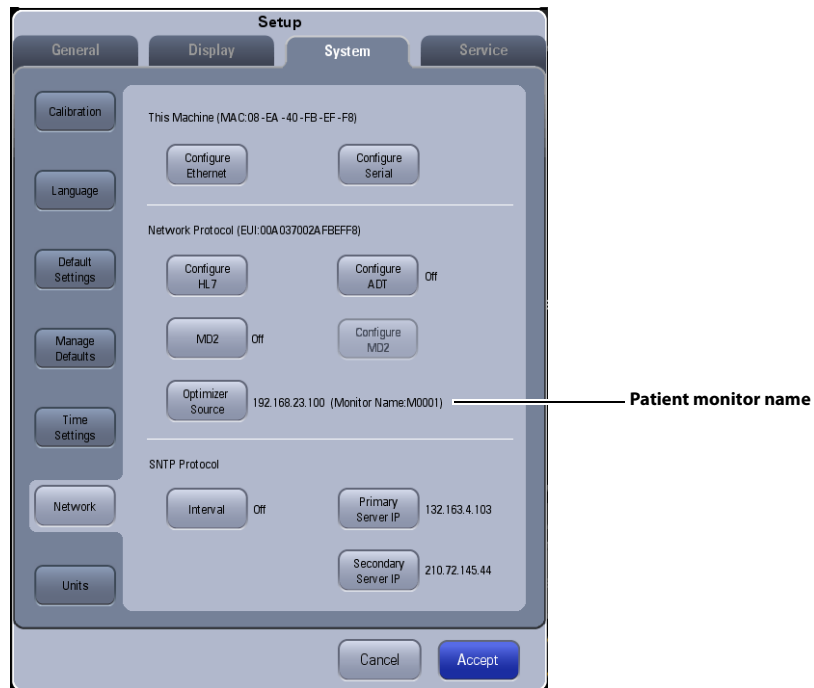 Setup
General
Display
System
Service
Calibration
Language
Default
Settings
Manage
Defaults
Time
Settings
Network
Units
This Machine (MAC:08-EA-40-FB-EF-F8)
Configure
Ethernet
Configure
Serial
Network Protocol (EUI:00A037002AFBEFF8)
Configure
HL7
Configure
ADT
Off
MD2
Off
Configure
MD2
Optimizer
Source
192.168.23.100 (Monitor Name:M0001)
Patient monitor name
SNTP Protocol
Interval
Off
Primary
Server IP
132.163.4.103
Secondary
Server IP
210.72.145.44
Cancel
Accept